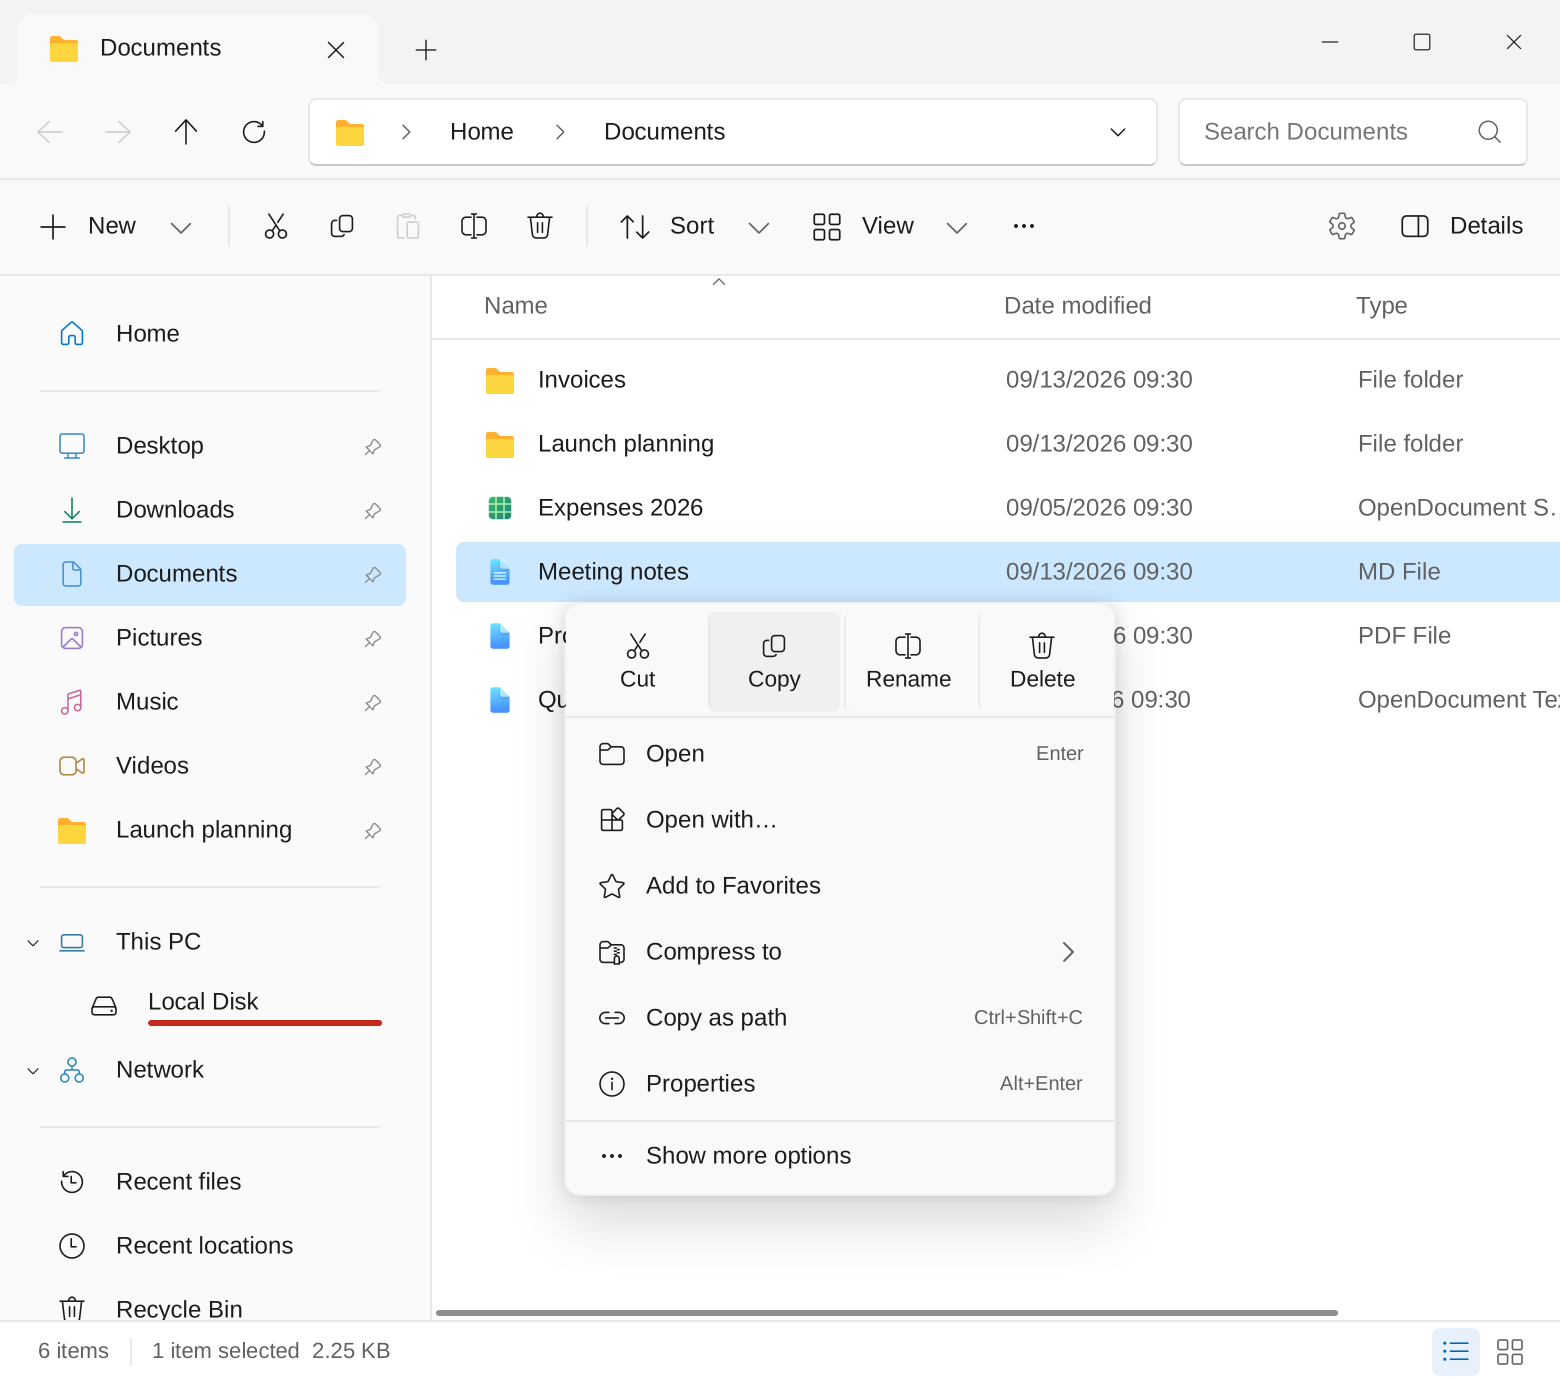 Documents
Home
Documents
Search Documents
New
Sort
View
Details
Home
Desktop
Downloads
Documents
Pictures
Music
Videos
Launch planning
This PC
Local Disk
Network
Recent files
Recent locations
Recycle Bin
Name Date modified Type
Invoices 09/13/2026 09:30 File folder
Launch planning 09/13/2026 09:30 File folder
Expenses 2026 09/05/2026 09:30 OpenDocument S…
Meeting notes 09/13/2026 09:30 MD File
09:30 PDF File
09:30 OpenDocument
Cut
Copy
Rename
Delete
Open Enter
Open with…
Add to Favorites
Compress to
Copy as path Ctrl+Shift+C
Properties Alt+Enter
Show more options
6 items 1 item selected 2.25 KB